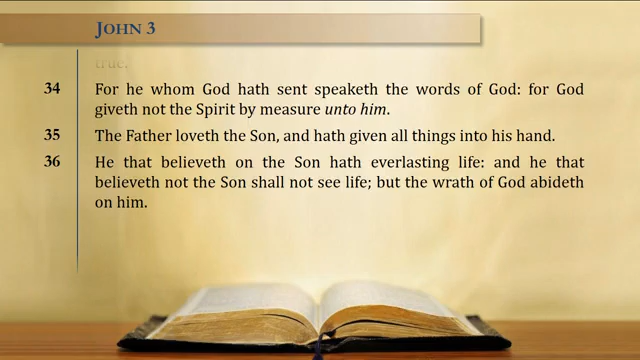 JOHN 3
true.
34 For he whom God hath sent speaketh the words of God: for God
giveth not the Spirit by measure unto him.
35 The Father loveth the Son, and hath given all things into his hand.
36 He that believeth on the Son hath everlasting life: and he that
believeth not the Son shall not see life; but the wrath of God abideth
on him.